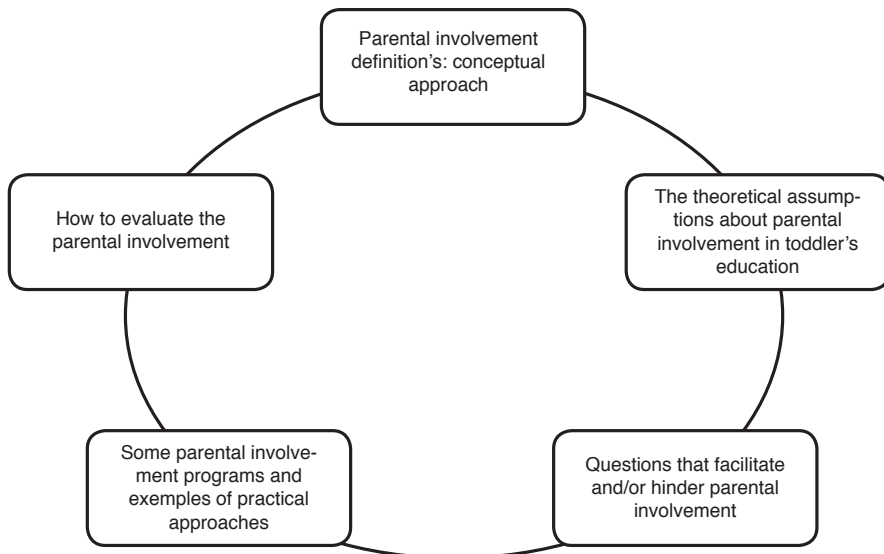 Parental involvement
definition's: conceptual
approach
How to evaluate the
parental involvement
The theoretical assump-
tions about parental
involvement in toddler's
education
Some parental involve-
ment programs and
exemples of practical
approaches
Questions that facilitate
and/or hinder parental
involvement